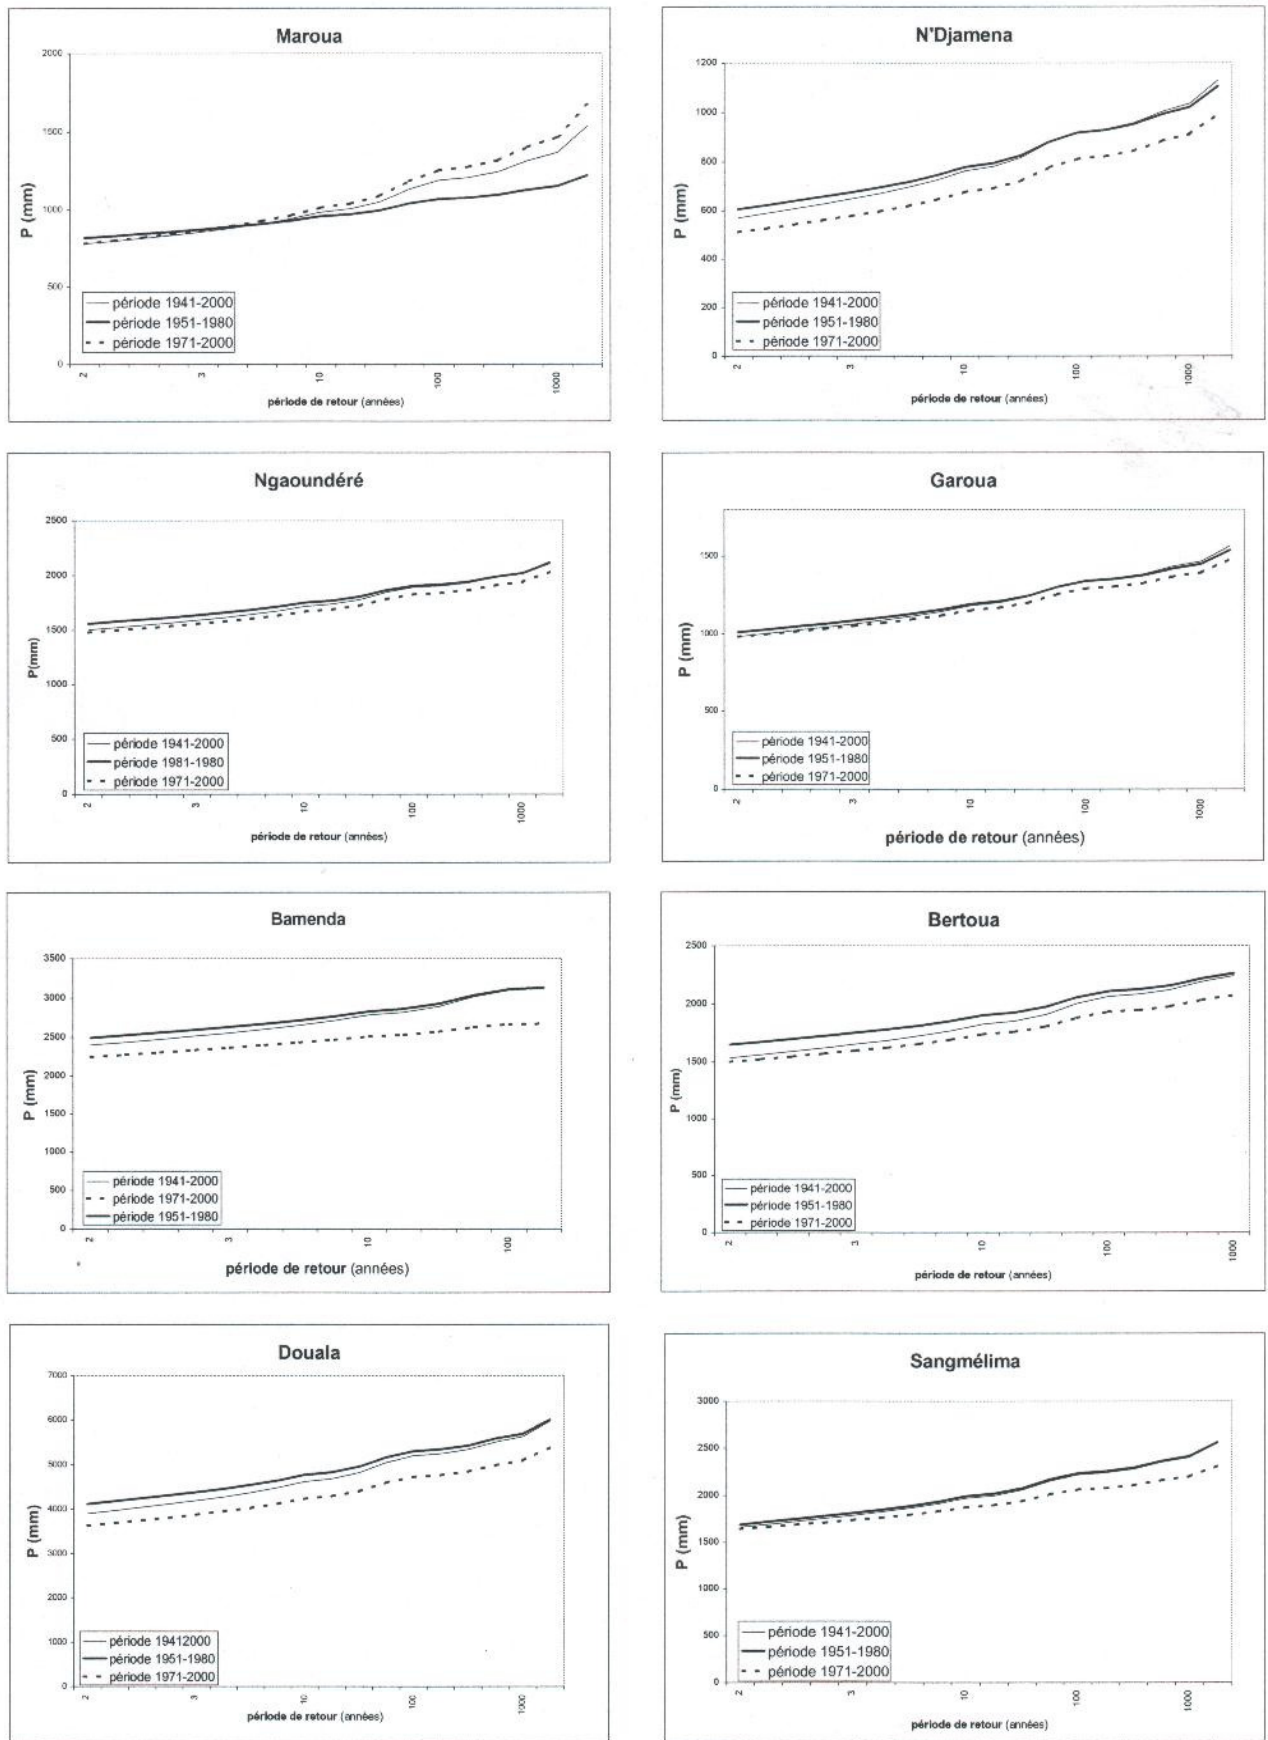 Maroua
2000
1500
1000
500
0
P (mm)
période 1941-2000
période 1951-1980
période 1971-2000
2
3
10
100
1000
période de retour (années)
N'Djamena
1200
1000
800
600
400
200
0
P (mm)
période 1941-2000
période 1951-1980
période 1971-2000
2
3
10
100
1000
période de retour (années)
Ngaoundéré
2500
2000
1500
1000
500
0
P(mm)
période 1941-2000
période 1981-1980
période 1971-2000
2
3
10
100
1000
période de retour (années)
Garoua
1500
1000
500
0
P (mm)
période 1941-2000
période 1951-1980
période 1971-2000
2
3
10
100
1000
période de retour (années)
Bamenda
3500
3000
2500
2000
1500
1000
500
0
P (mm)
période 1941-2000
période 1971-2000
période 1951-1980
2
3
10
100
période de retour (années)
Bertoua
2500
2000
1500
1000
500
0
P (mm)
période 1941-2000
période 1951-1980
période 1971-2000
2
3
10
100
1000
période de retour (années)
Douala
7000
6000
5000
4000
3000
2000
1000
0
P (mm)
période 19412000
période 1951-1980
période 1971-2000
2
3
10
100
1000
période de retour (années)
Sangmélima
3000
2500
2000
1500
1000
500
0
P (mm)
période 1941-2000
période 1951-1980
période 1971-2000
2
3
10
100
1000
période de retour (années)